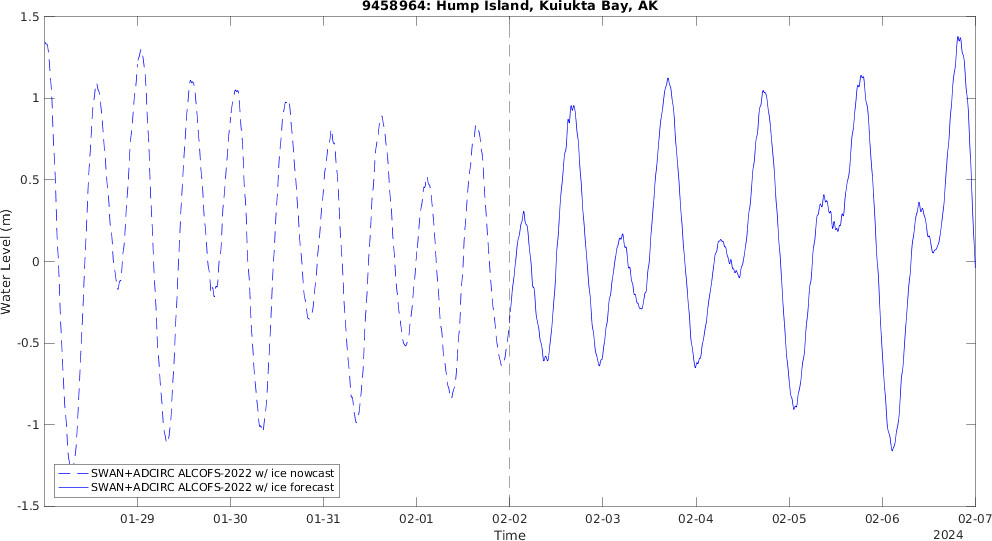 9458964: Hump Island, Kuiukta Bay, AK
1.5
1
0.5
0
-0.5
-1
-1.5
Water Level (m)
SWAN+ADCIRC ALCOFS-2022 w/ ice nowcast
SWAN+ADCIRC ALCOFS-2022 w/ ice forecast
01-29 01-30 01-31 02-01 02-02 02-03 02-04 02-05 02-06 02-07
Time
2024